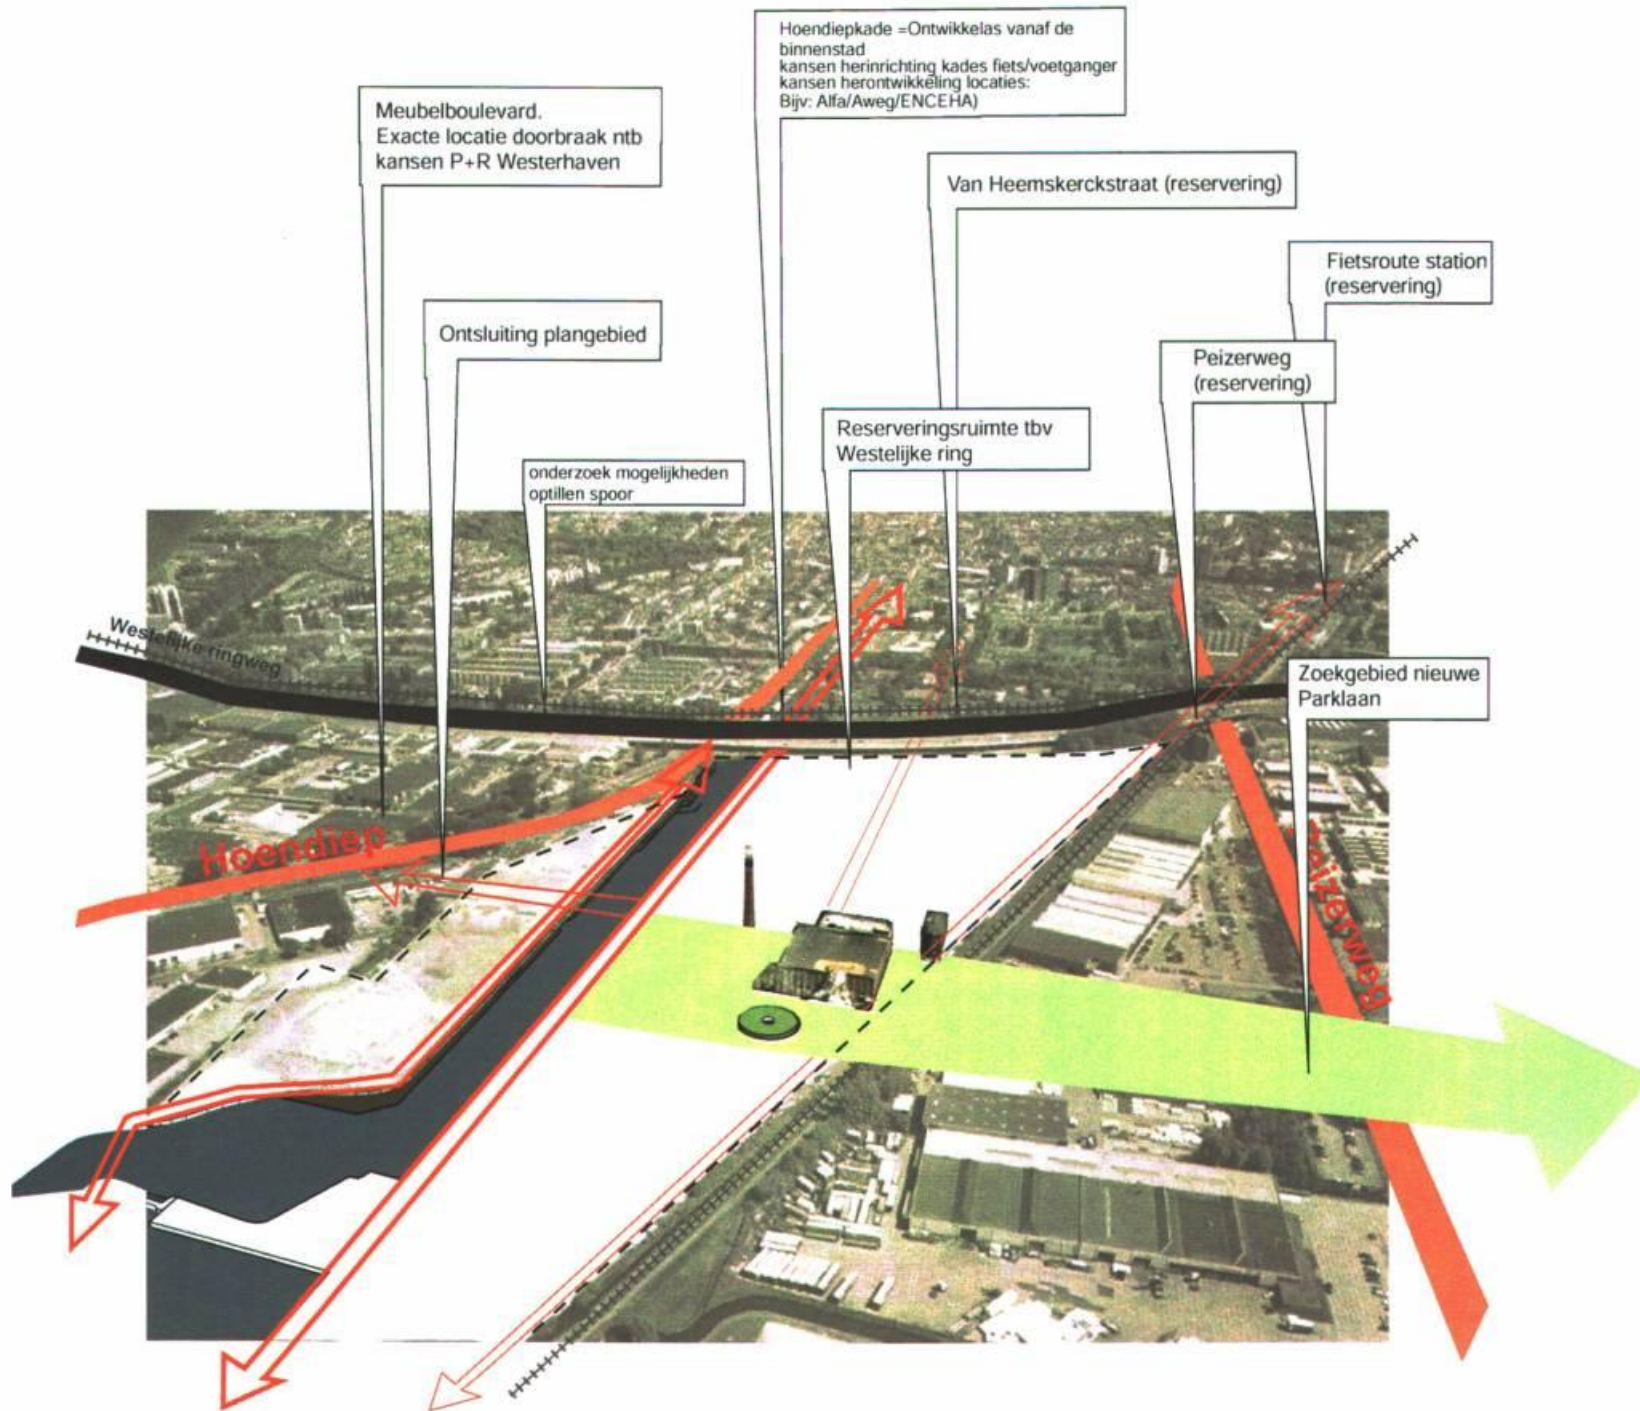 Hoendiepkade =Ontwikkelas vanaf de
binnenstad
kansen herinrichting kades fiets/voetganger
kansen herontwikkeling locaties:
Bijv: Alfa/Aweg/ENCEHA)
Meubelboulevard.
Exacte locatie doorbraak ntb
kansen P+R Westerhaven
Van Heemskerckstraat (reservering)
Fietsroute station
(reservering)
Ontsluiting plangebied
Peizerweg
(reservering)
Reserveringsruimte tbv
Westelijke ring
onderzoek mogelijkheden
optillen spoor
Westelijke ringweg
Zoekgebied nieuwe
Parklaan
Hoendiep
Peizerweg